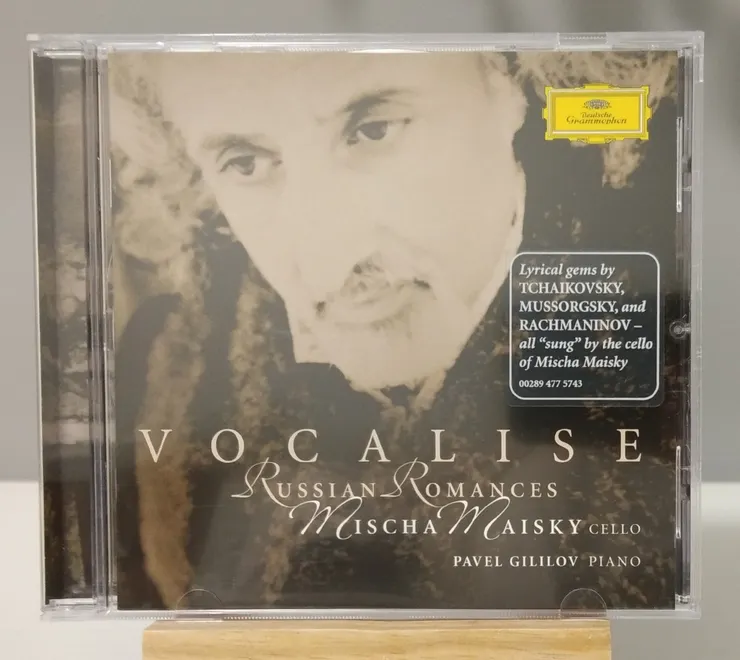 Deutsche
Grammophon
Lyrical gems by
TCHAIKOVSKY,
MUSSORGSKY, and
RACHMANINOV –
all “sung” by the cello
of Mischa Maisky
00289 477 5743
VOCALISE
RUSSIAN ROMANCES
MISCHA MAISKY CELLO
PAVEL GILILOV PIANO